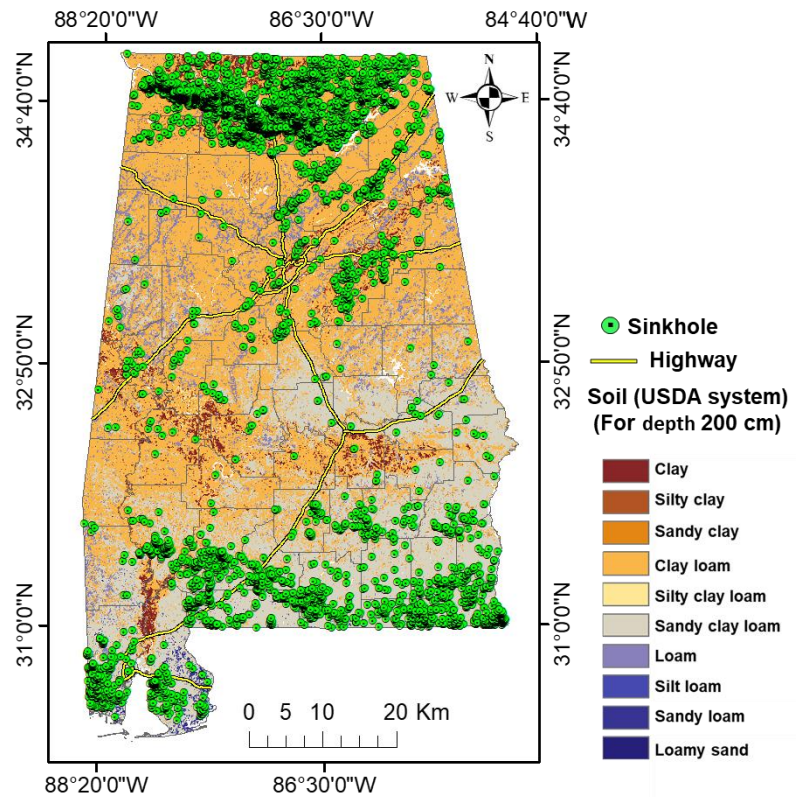 88°20'0"W 86°30'0"W 84°40'0"W
34°40'0"N
34°40'0"N
N
W E
S
32°50'0"N
32°50'0"N
31°0'0"N
31°0'0"N
Sinkhole
Highway
Soil (USDA system)
(For depth 200 cm)
Clay
Silty clay
Sandy clay
Clay loam
Silty clay loam
Sandy clay loam
Loam
Silt loam
Sandy loam
Loamy sand
0 5 10 20 Km
88°20'0"W 86°30'0"W